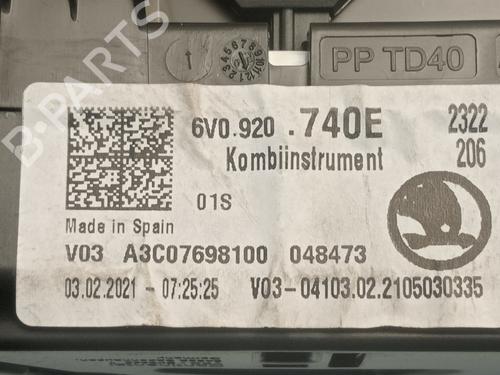 B-PARTS
PP TD40
6V0.920 .740E 2322
Kombiinstrument 206
01S
Made in Spain
V03 A3C07698100 048473
03.02.2021 - 07:25:25 V03-04103.02.2105030335